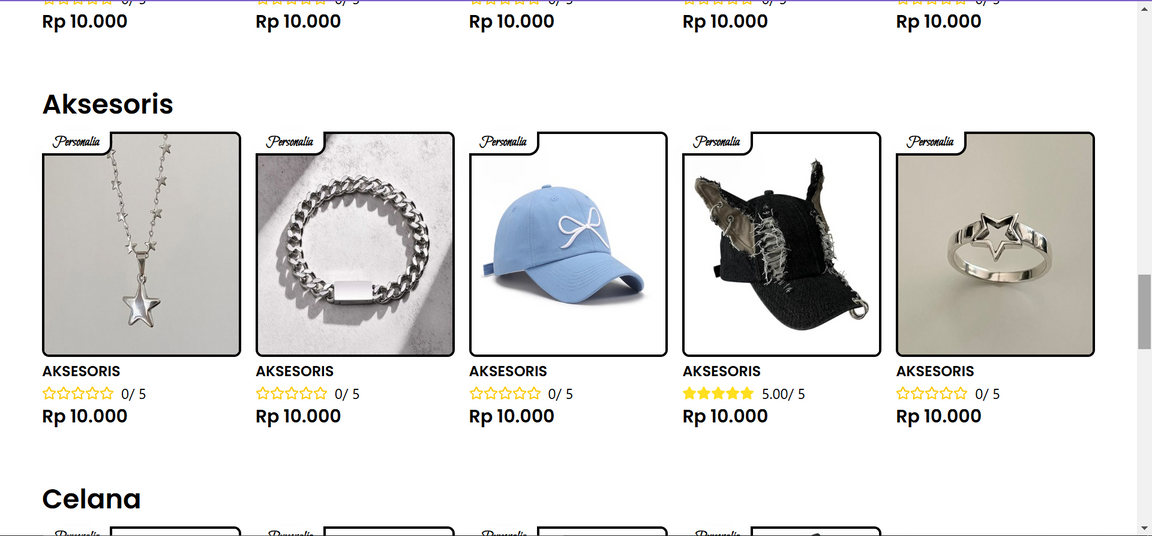 Rp 10.000 Rp 10.000 Rp 10.000 Rp 10.000 Rp 10.000
Aksesoris
Personalia Personalia Personalia Personalia Personalia
AKSESORIS AKSESORIS AKSESORIS AKSESORIS AKSESORIS
0/ 5 0/ 5 0/ 5 5.00/ 5 0/ 5
Rp 10.000 Rp 10.000 Rp 10.000 Rp 10.000 Rp 10.000
Celana